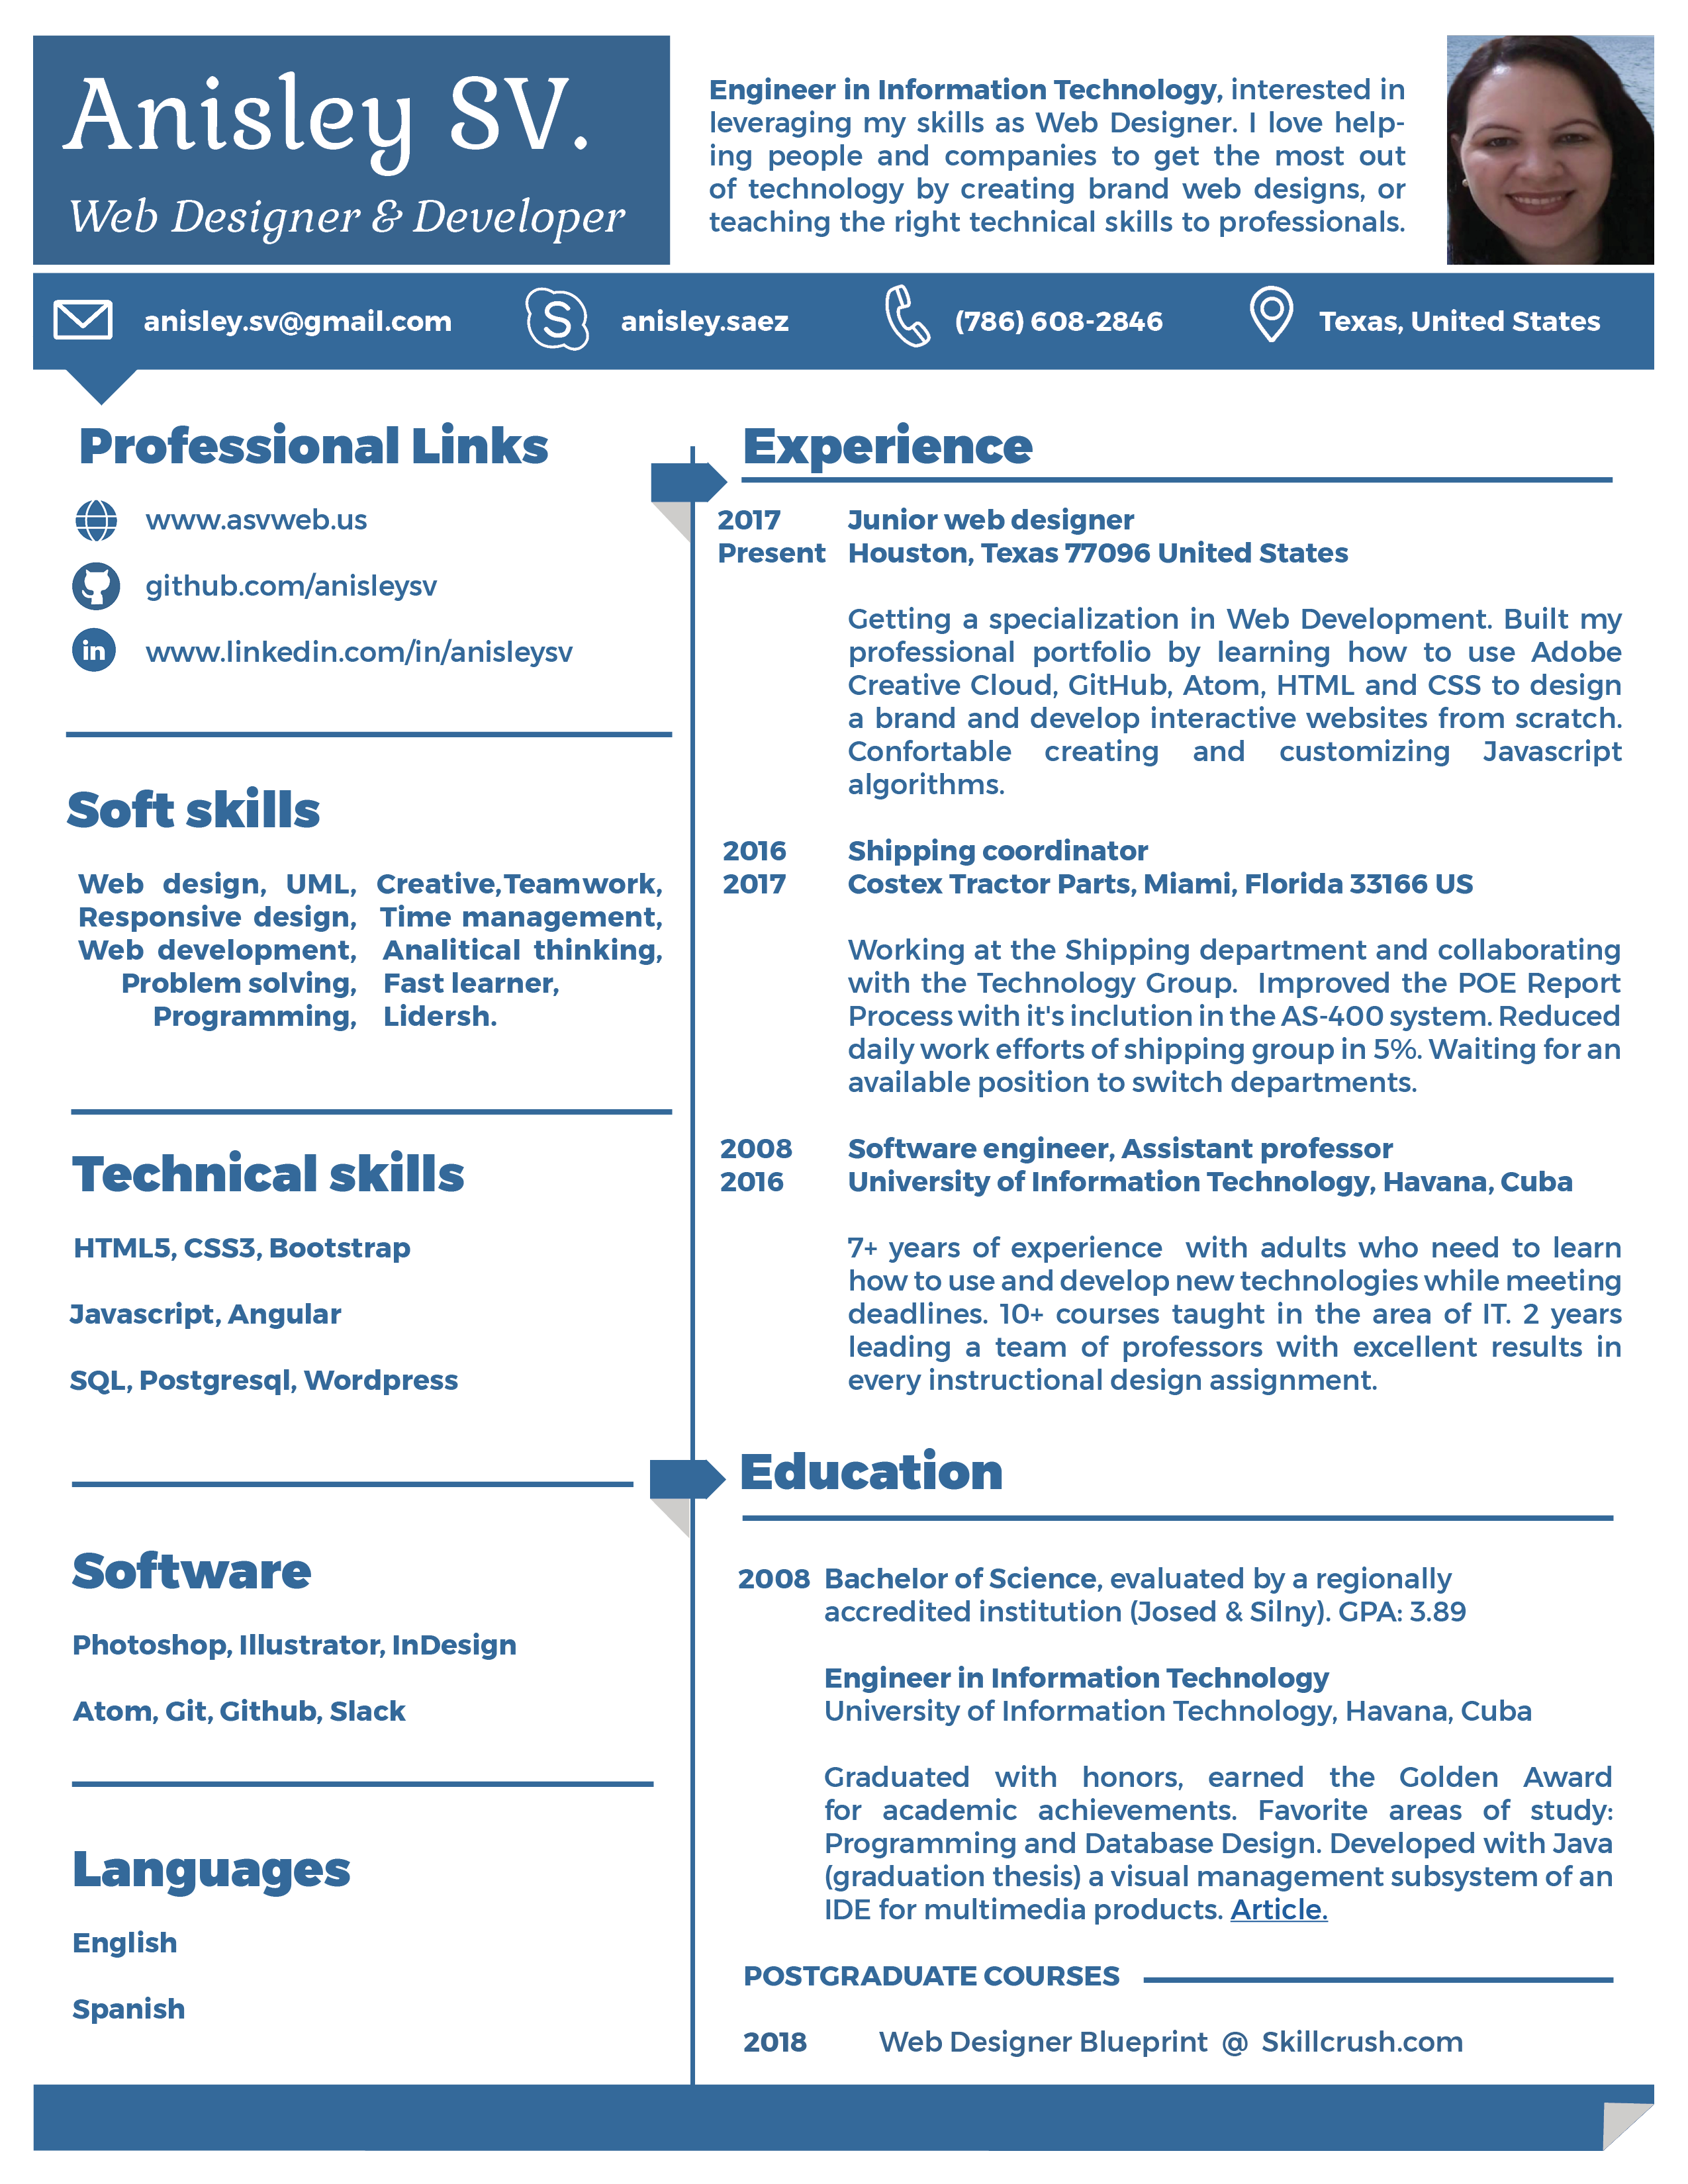 Anisley SV.
Web Designer & Developer
Engineer in Information Technology, interested in
leveraging my skills as Web Designer. I love help-
ing people and companies to get the most out
of technology by creating brand web designs, or
teaching the right technical skills to professionals.
anisley.sv@gmail.com
anisley.saez
(786) 608-2846
Texas, United States
Professional Links
www.asvweb.us
github.com/anisleysv
in
www.linkedin.com/in/anisleysv
Soft skills
Web design, UML,
Responsive design,
Web development,
Problem solving,
Programming,
Creative,Teamwork,
Time management,
Analitical thinking,
Fast learner,
Lidersh.
Technical skills
HTML5, CSS3, Bootstrap
Javascript, Angular
SQL, Postgresql, Wordpress
Software
Photoshop, Illustrator, InDesign
Atom, Git, Github, Slack
Languages
English
Spanish
Experience
2017
Present
Junior web designer
Houston, Texas 77096 United States
Getting a specialization in Web Development. Built my
professional portfolio by learning how to use Adobe
Creative Cloud, GitHub, Atom, HTML and CSS to design
a brand and develop interactive websites from scratch.
Confortable creating and customizing Javascript
algorithms.
2016
2017
Shipping coordinator
Costex Tractor Parts, Miami, Florida 33166 US
Working at the Shipping department and collaborating
with the Technology Group. Improved the POE Report
Process with it's inclution in the AS-400 system. Reduced
daily work efforts of shipping group in 5%. Waiting for an
available position to switch departments.
2008
2016
Software engineer, Assistant professor
University of Information Technology, Havana, Cuba
7+ years of experience with adults who need to learn
how to use and develop new technologies while meeting
deadlines. 10+ courses taught in the area of IT. 2 years
leading a team of professors with excellent results in
every instructional design assignment.
Education
2008 Bachelor of Science, evaluated by a regionally
accredited institution (Josed & Silny). GPA: 3.89
Engineer in Information Technology
University of Information Technology, Havana, Cuba
Graduated with honors, earned the Golden Award
for academic achievements. Favorite areas of study:
Programming and Database Design. Developed with Java
(graduation thesis) a visual management subsystem of an
IDE for multimedia products. Article.
POSTGRADUATE COURSES
2018 Web Designer Blueprint @ Skillcrush.com